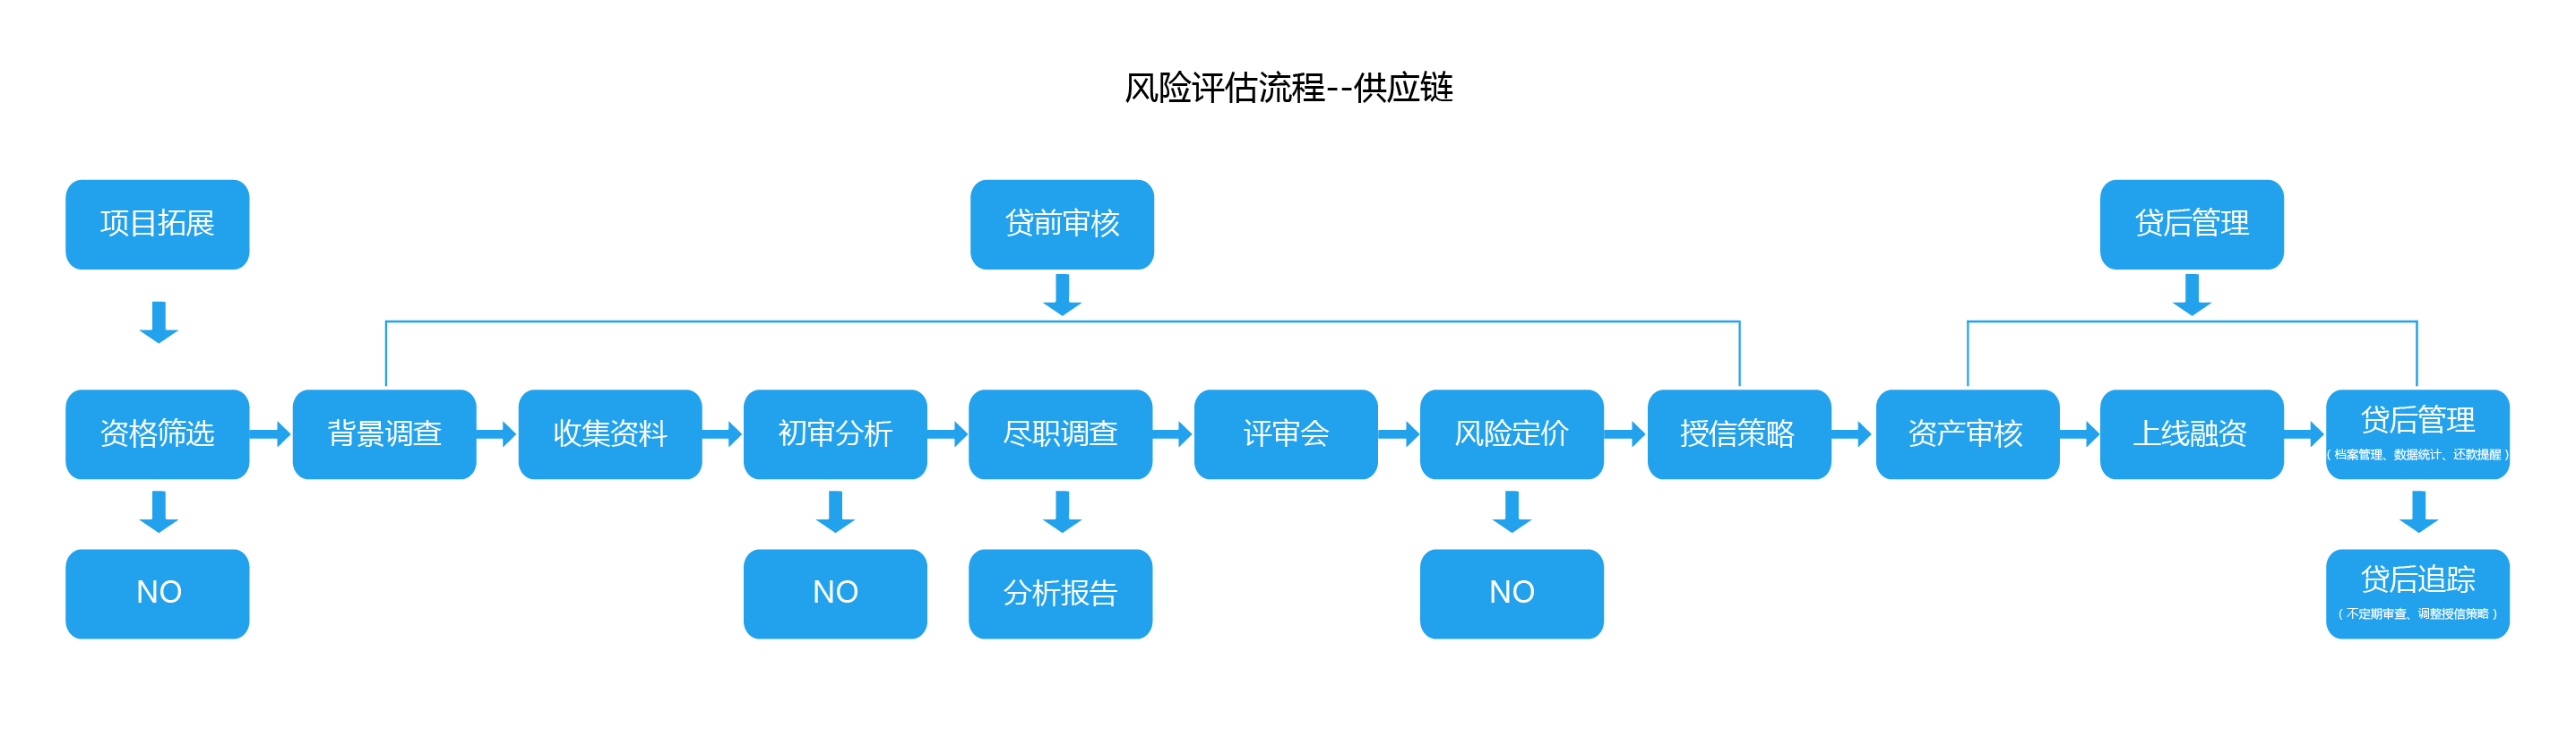 风险评估流程--供应链
项目拓展
贷前审核
贷后管理
资格筛选
背景调查
收集资料
初审分析
尽职调查
评审会
风险定价
授信策略
资产审核
上线融资
贷后管理
(档案管理、数据统计、还款提醒)
NO
NO
分析报告
NO
贷后追踪
(不定期审查、调整授信策略)